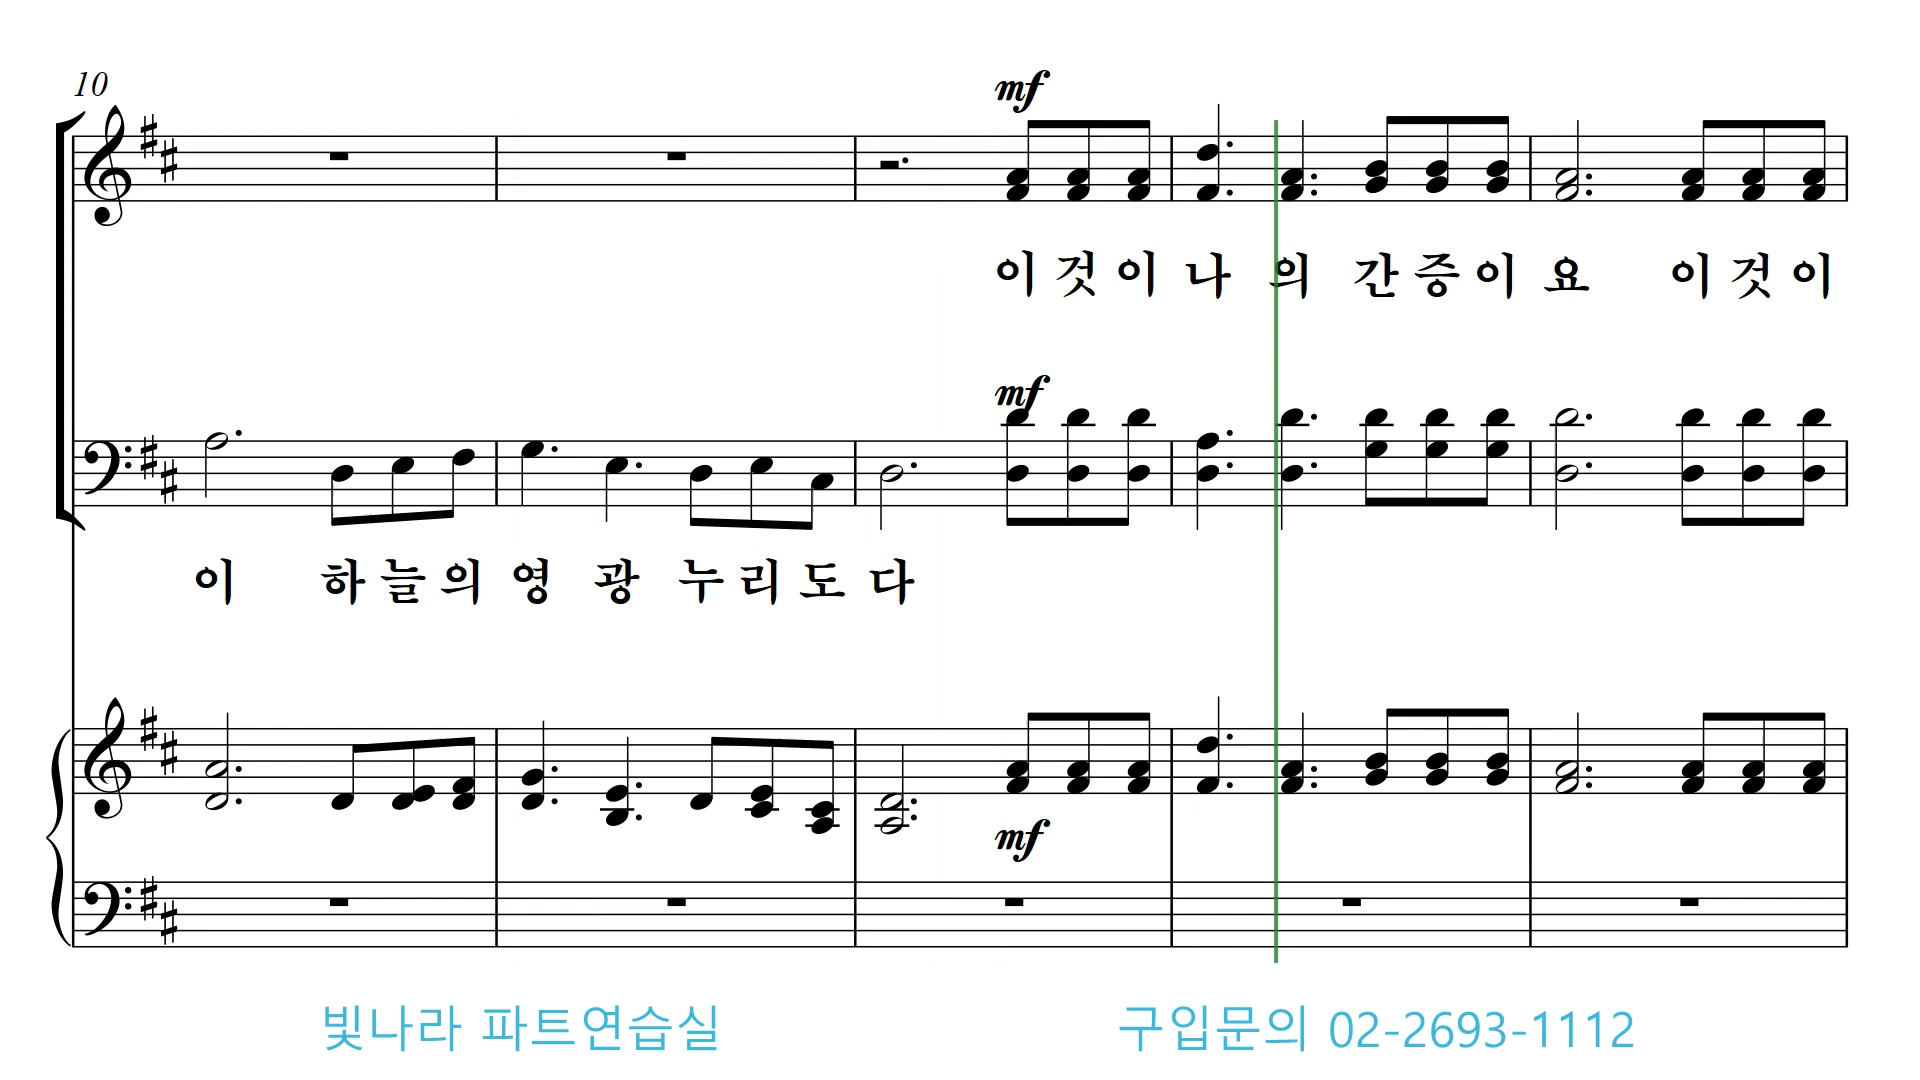 10
mf
이 것 이 나 의 간 증 이 요 이 것 이
mf
이 하 늘 의 영 광 누 리 도 다
mf
빛나라 파트연습실 구입문의 02-2693-1112